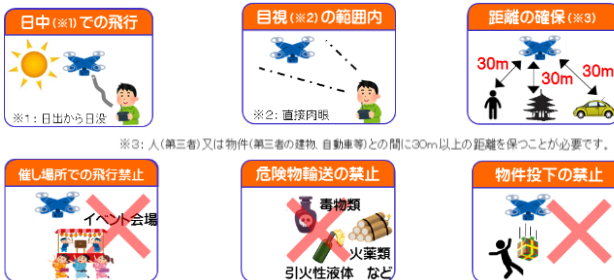 日中(※1)での飛行
※1：日出から日没
目視(※2)の範囲内
※2：直接肉眼
距離の確保(※3)
30m
30m
30m
※3：人(第三者)又は物件(第三者の建物、自動車等)との間に30m以上の距離を保つことが必要です。
催し場所での飛行禁止
イベント会場
危険物輸送の禁止
毒物類
火薬類
引火性液体 など
物件投下の禁止